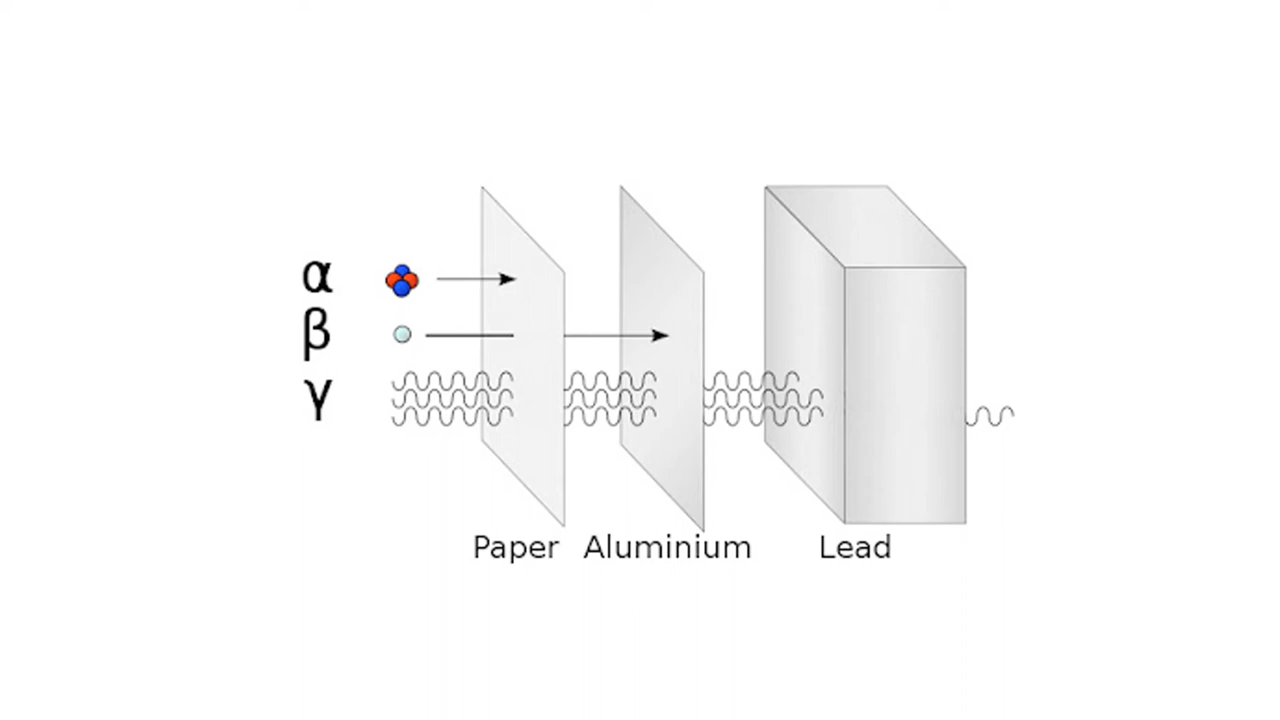 α
β
γ
Paper Aluminium Lead